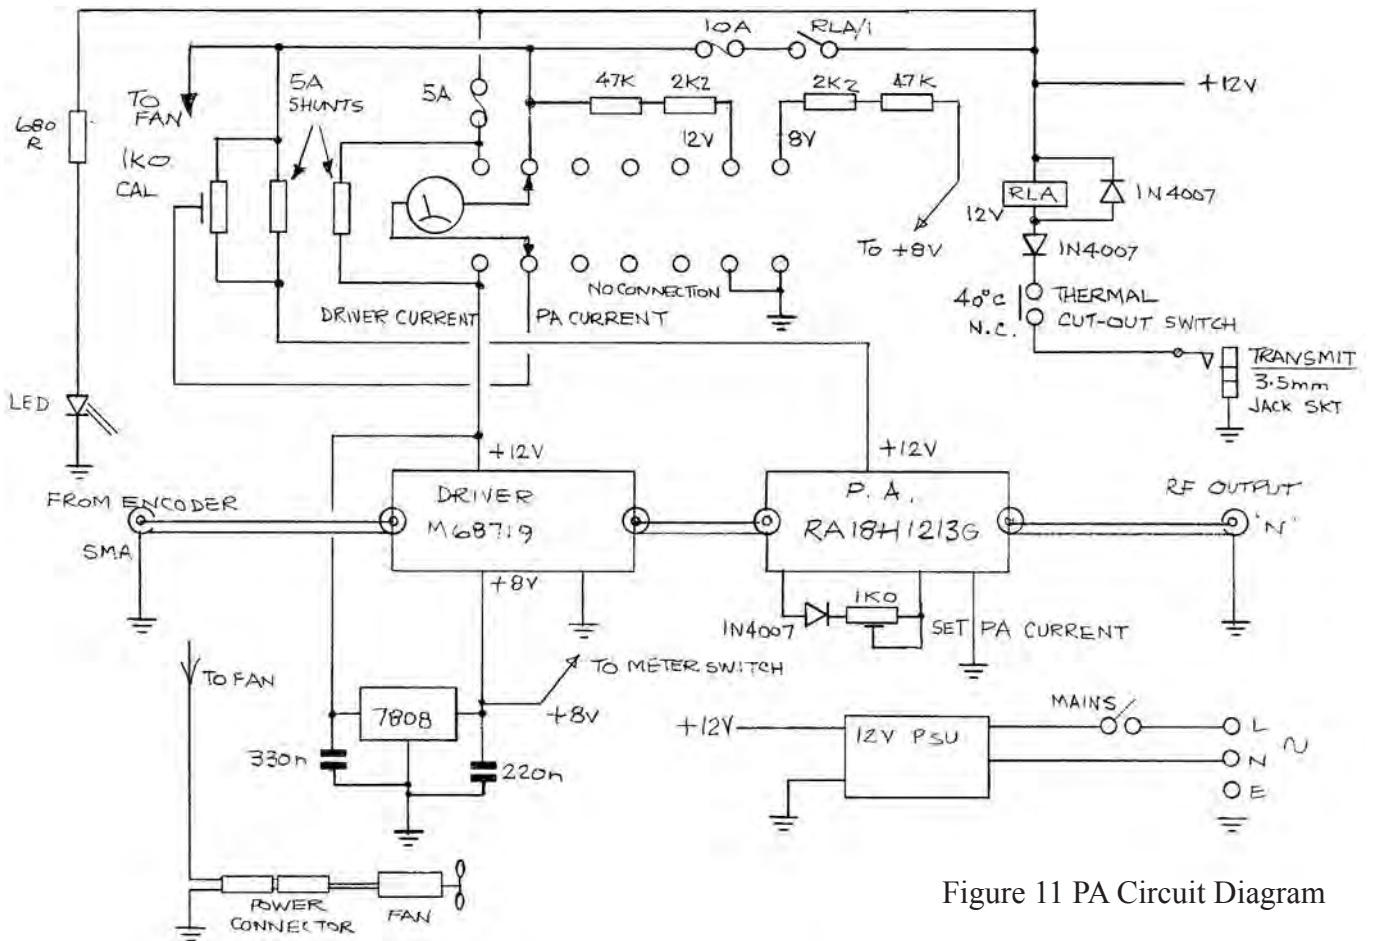 10A
RLA/1
5A
SHUNTS
TO
FAN
5A
47K
2K2
2K2
47K
+12V
680
R
1K0
CAL
12V
8V
RLA
12V
1N4007
TO +8V
1N4007
NO CONNECTION
40°C
N.C.
THERMAL
CUT-OUT SWITCH
DRIVER CURRENT
PA CURRENT
TRANSMIT
3.5mm
JACK SKT
LED
+12V
+12V
FROM ENCODER
SMA
DRIVER
M68719
P.A.
RA18H1213G
RF OUTPUT
'N'
+8V
1N4007
1K0
SET PA CURRENT
TO FAN
TO METER SWITCH
7808
+8V
330n
220n
+12V
12V PSU
MAINS
L
N
E
POWER
CONNECTOR
FAN
Figure 11 PA Circuit Diagram